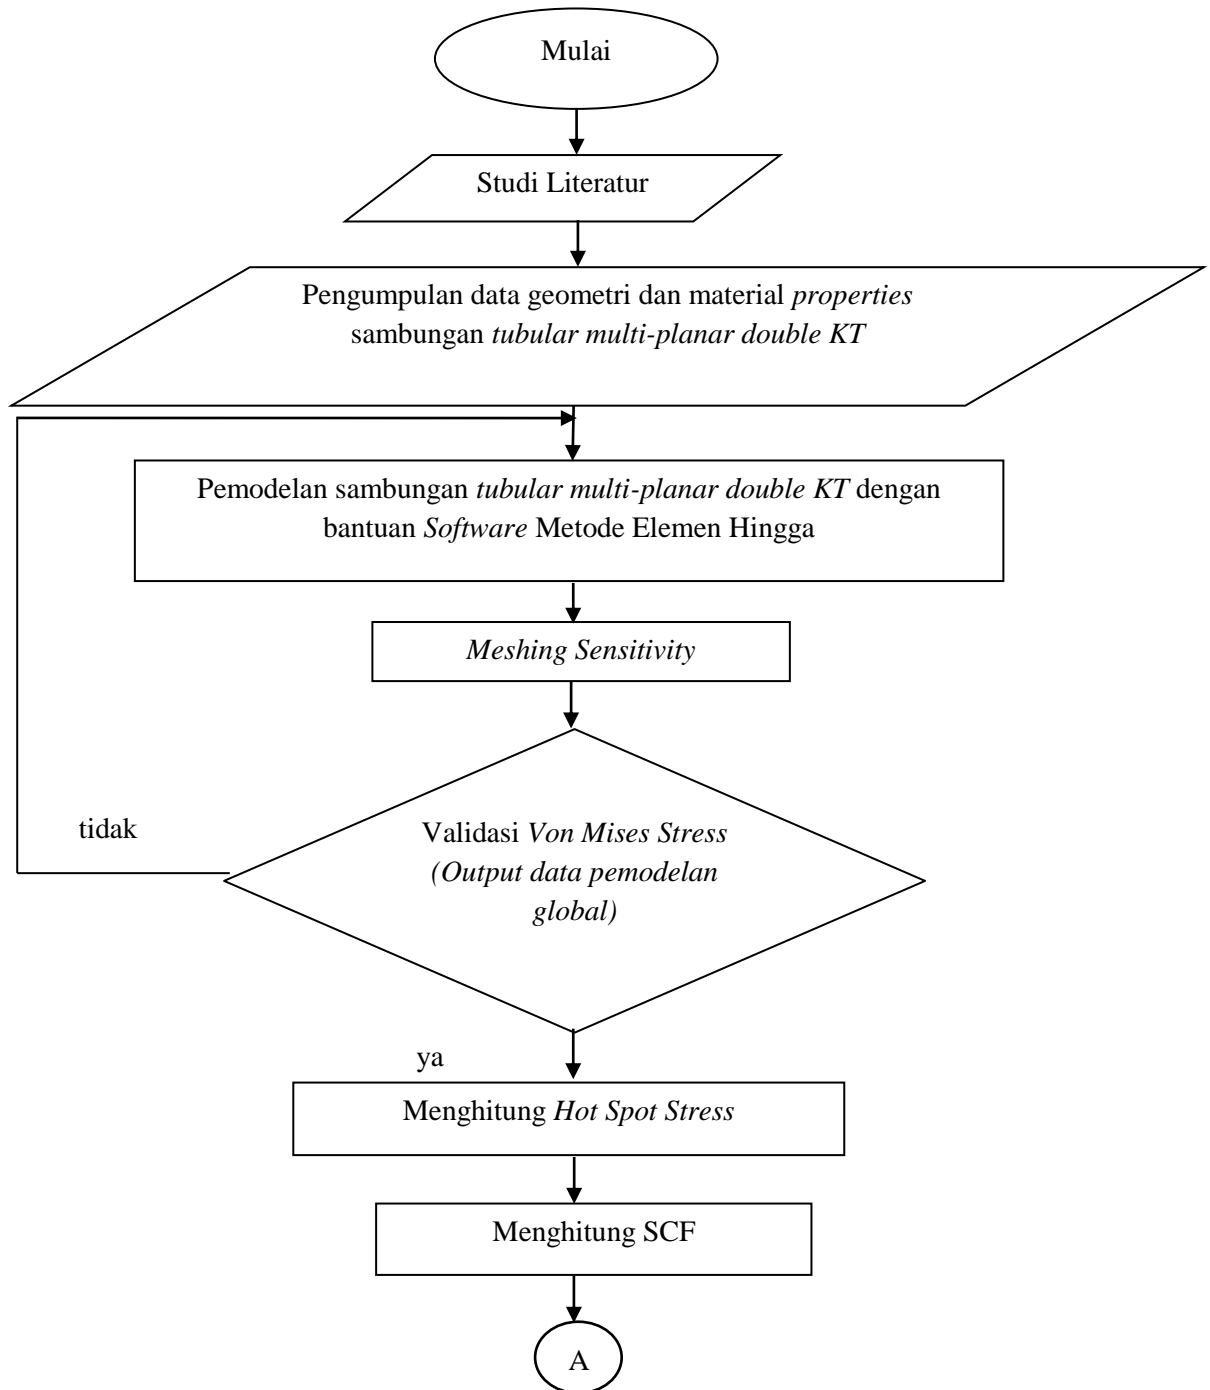 Mulai
Studi Literatur
Pengumpulan data geometri dan material properties
sambungan tubular multi-planar double KT
Pemodelan sambungan tubular multi-planar double KT dengan
bantuan Software Metode Elemen Hingga
Meshing Sensitivity
tidak
Validasi Von Mises Stress
(Output data pemodelan
global)
ya
Menghitung Hot Spot Stress
Menghitung SCF
A